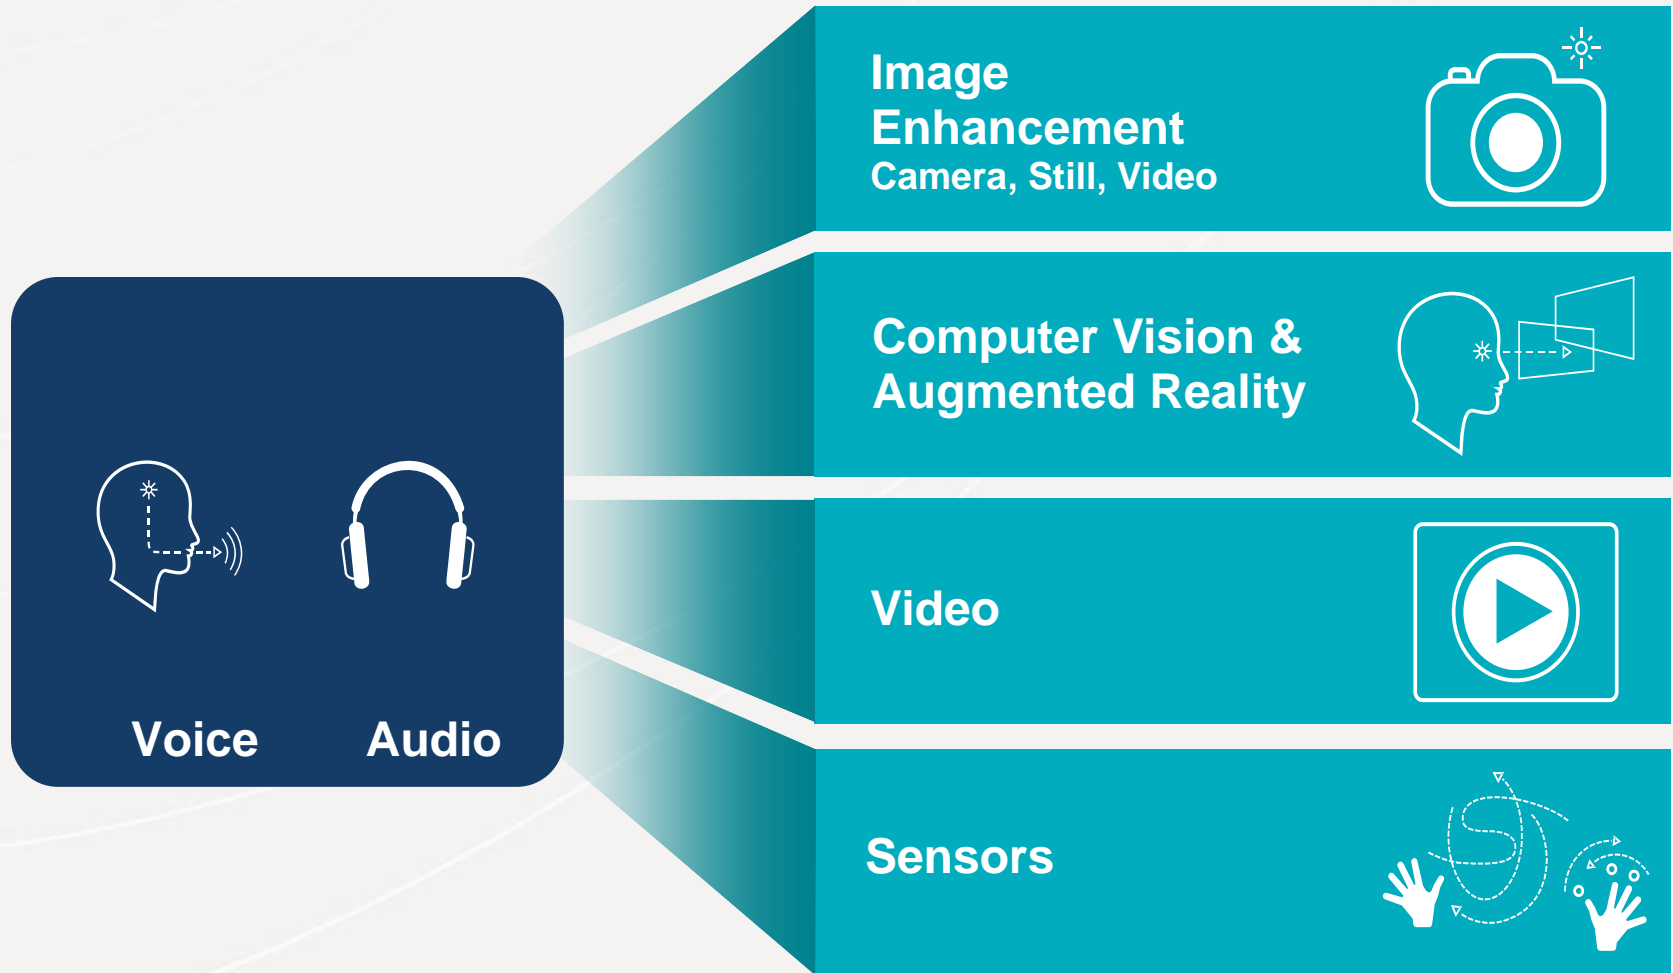 Image
Enhancement
Camera, Still, Video
Computer Vision &
Augmented Reality
Video
Sensors
Voice Audio